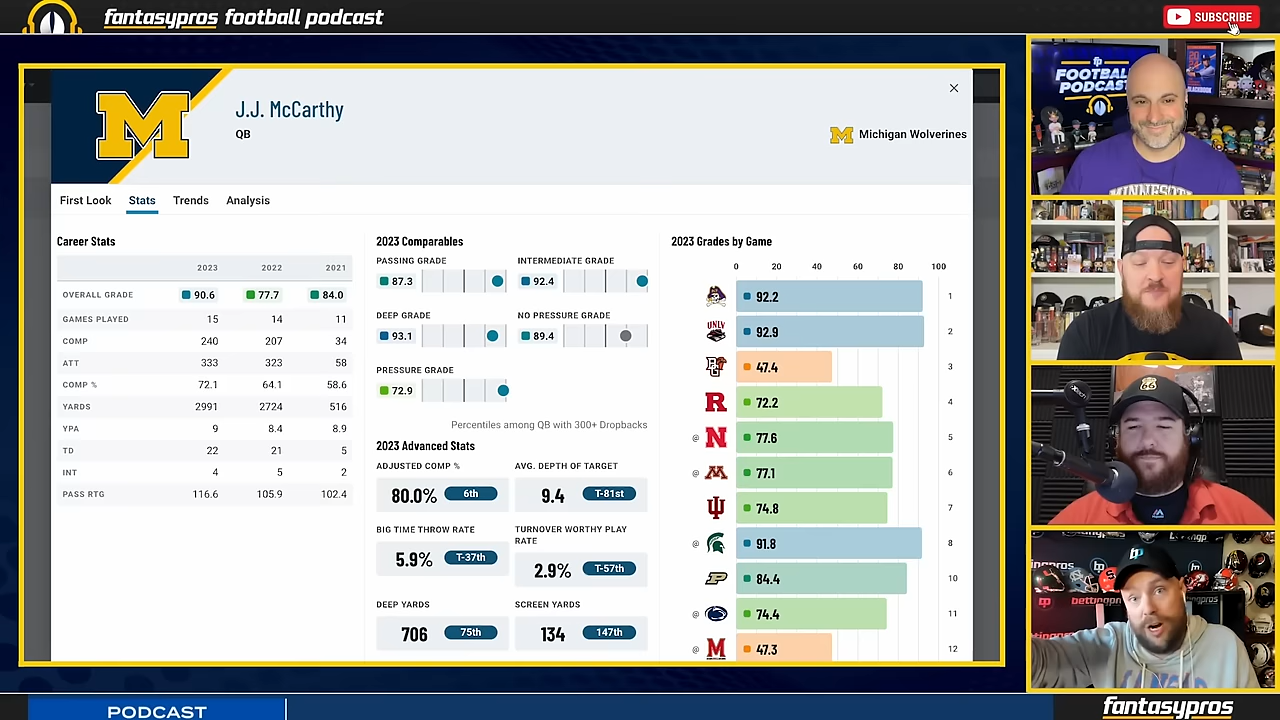 fantasypros football podcast
SUBSCRIBE
J.J. McCarthy
QB
Michigan Wolverines
First Look Stats Trends Analysis
Career Stats
2023 2022 2021
OVERALL GRADE 90.6 77.7 84.0
GAMES PLAYED 15 14 11
COMP 240 207 34
ATT 333 323 58
COMP % 72.1 64.1 58.6
YARDS 2991 2724 516
YPA 9 8.4 8.9
TD 22 21 5
INT 4 5 2
PASS RTG 116.6 105.9 102.4
2023 Comparables
PASSING GRADE INTERMEDIATE GRADE
87.3 92.4
DEEP GRADE NO PRESSURE GRADE
93.1 89.4
PRESSURE GRADE
72.9
Percentiles among QB with 300+ Dropbacks
2023 Advanced Stats
ADJUSTED COMP % AVG. DEPTH OF TARGET
80.0% 6th 9.4 T-81st
BIG TIME THROW RATE TURNOVER WORTHY PLAY
RATE
5.9% T-37th 2.9% T-57th
DEEP YARDS SCREEN YARDS
706 75th 134 147th
2023 Grades by Game
0 20 40 60 80 100
92.2 1
UNLV 92.9 2
47.4 3
R 72.2 4
@ N 77.6 5
@ M 77.1 6
74.8 7
@ 91.8 8
P 84.4 10
@ 74.4 11
@ M 47.3 12
FOOTBALL
PODCAST
MINNESOTA
fp
bettingpros
KANSAS
PODCAST
fantasypros